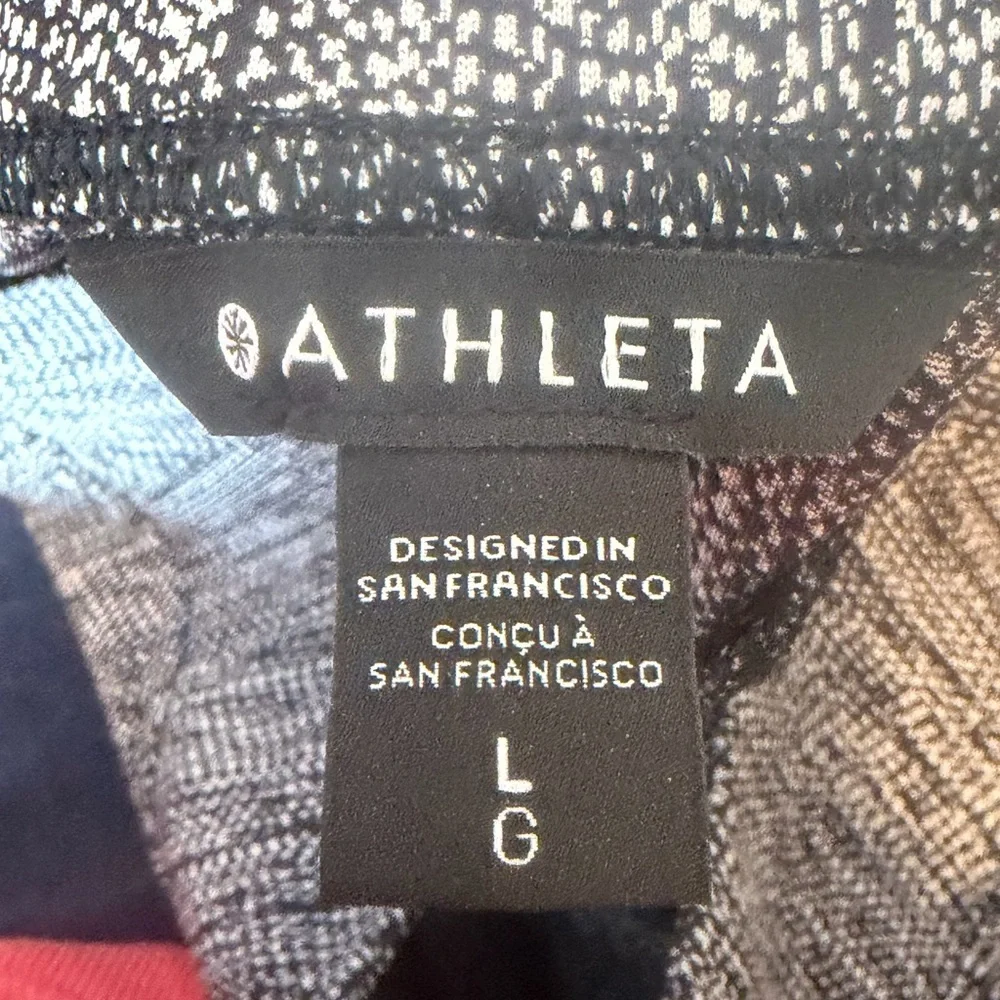 ATHLETA
DESIGNED IN
SAN FRANCISCO
CONÇU À
SAN FRANCISCO
L
G